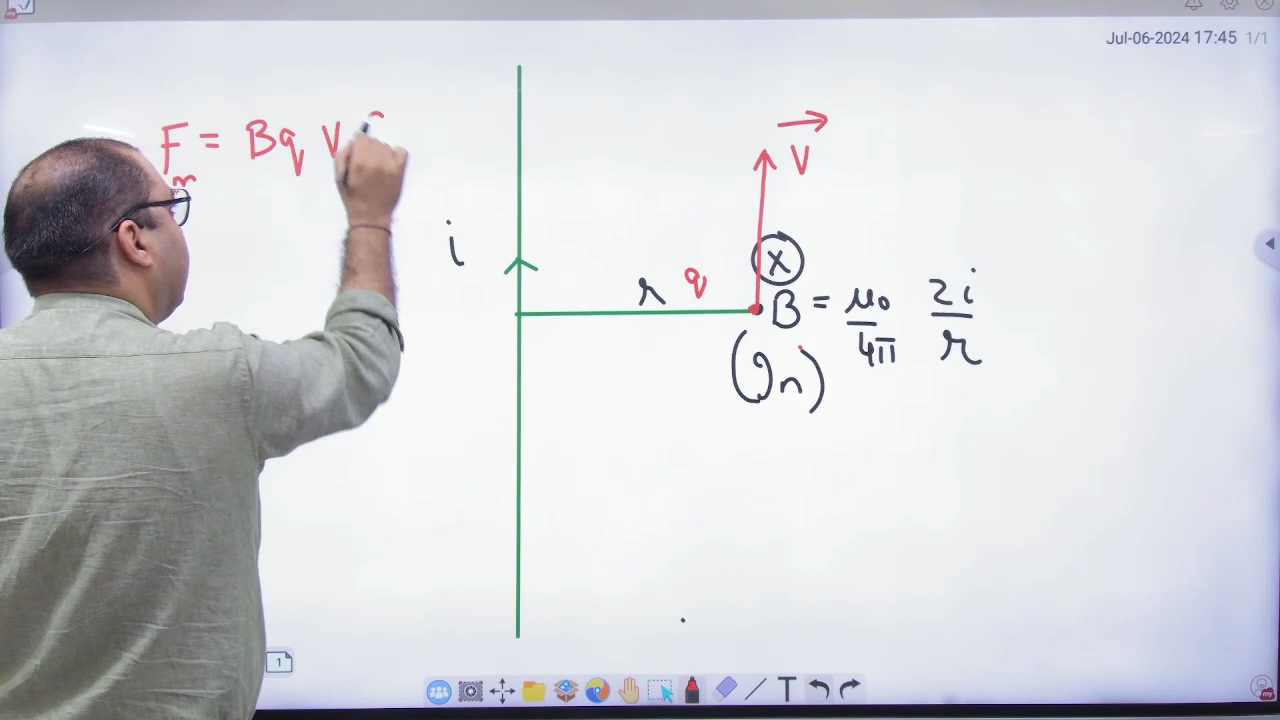 Jul-06-2024 17:45 1/1
F = Bq V
m
V
i
X
r q
B = μ₀/4π 2i/r
(In)
1
T